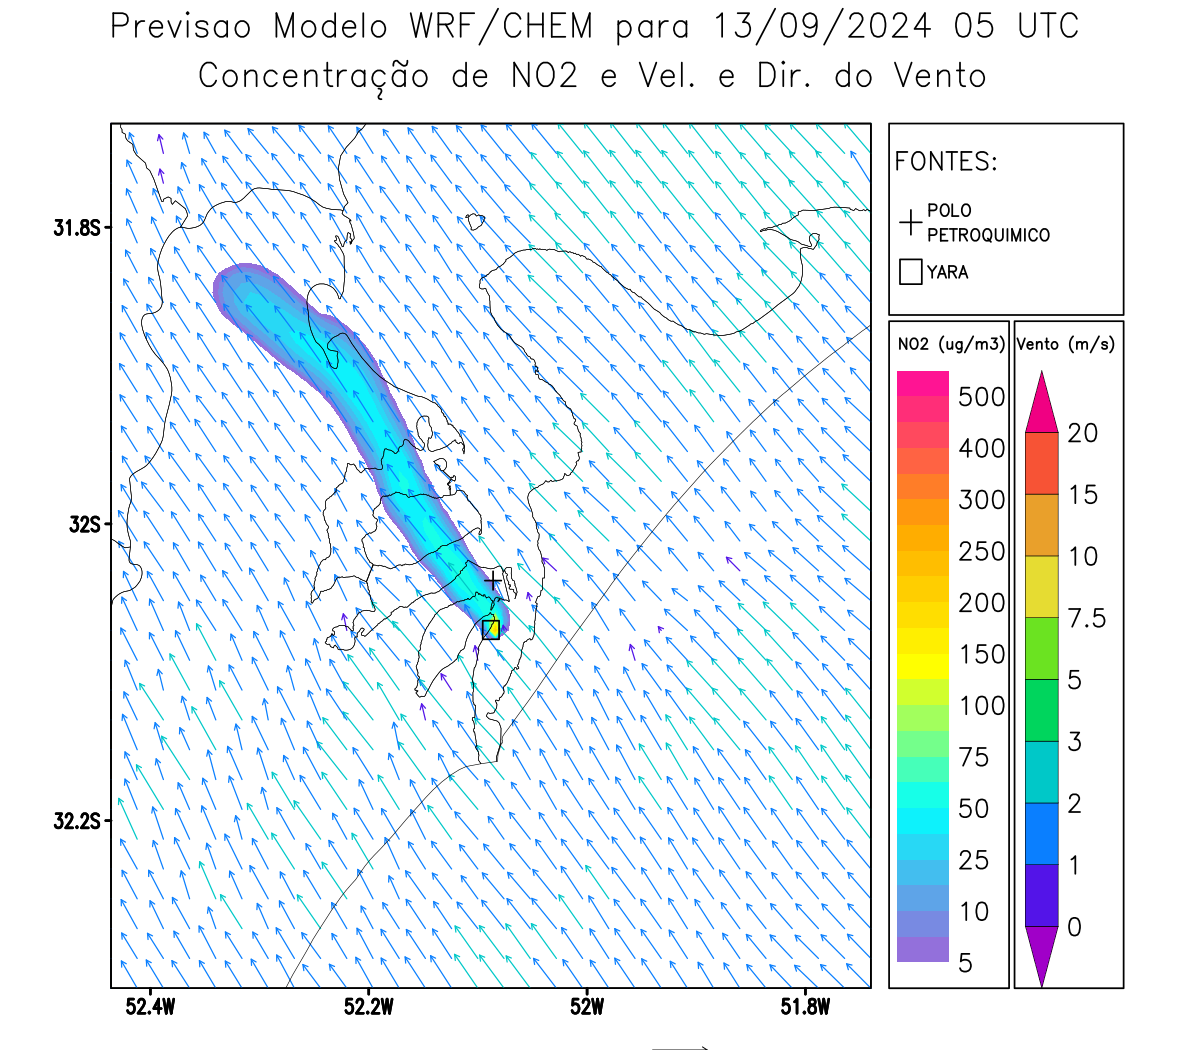 Previsao Modelo WRF/CHEM para 13/09/2024 05 UTC
Concentração de NO2 e Vel. e Dir. do Vento
FONTES:
POLO
PETROQUIMICO
YARA
NO2 (ug/m3)
500
400
300
250
200
150
100
75
50
25
10
5
Vento (m/s)
20
15
10
7.5
5
3
2
1
0
31.8S
32S
32.2S
52.4W
52.2W
52W
51.8W